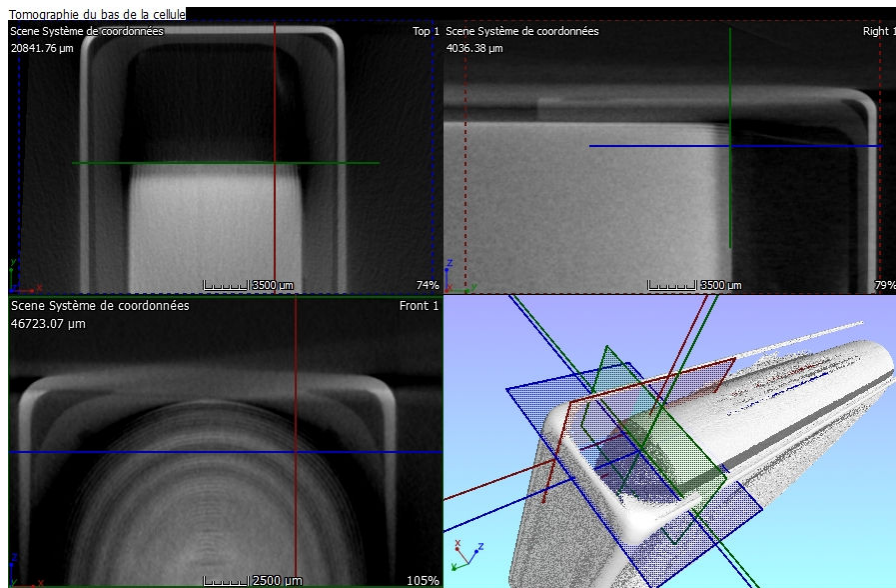 Tomographie du bas de la cellule
Scene Système de coordonnées
Top 1
20841.76 µm
3500 µm
74%
Scene Système de coordonnées
Right 1
4036.38 µm
3500 µm
79%
Scene Système de coordonnées
Front 1
46723.07 µm
2500 µm
105%